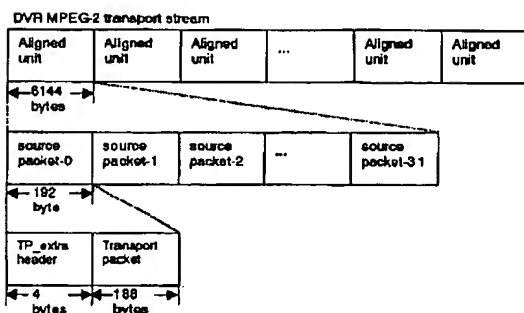 DVR MPEG-2 transport stream
Aligned unit
Aligned unit
Aligned unit
...
Aligned unit
Aligned unit
6144 bytes
source packet-0
source packet-1
source packet-2
...
source packet-31
192 byte
TP_extra header
Transport packet
4 bytes
188 bytes